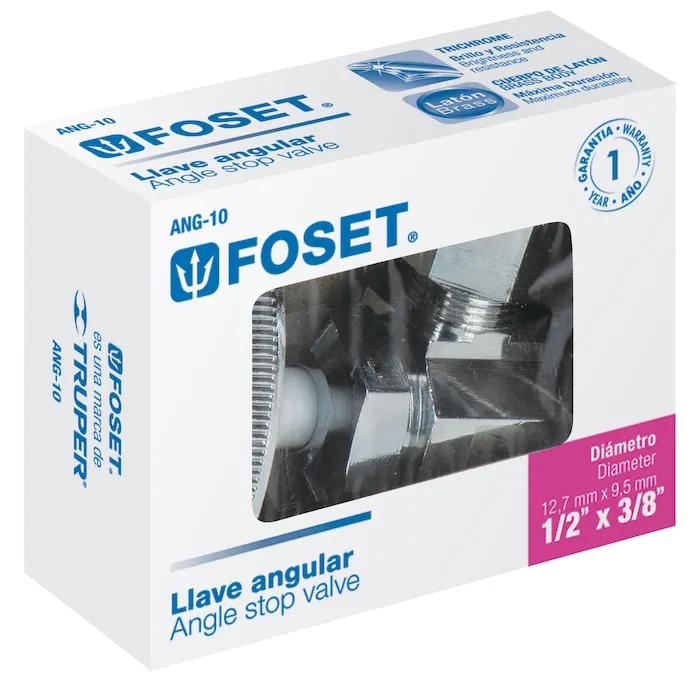 ANG-10
FOSET®
Llave angular
Angle stop valve
TRICHROME
Brillo y Resistencia
Brightness and
resistance
Latón
Brass
CUERPO DE LATÓN
BRASS BODY
Máxima Duración
Maximum durability
ANG-10
FOSET®
GARANTIA • WARRANTY
1
YEAR • AÑO
Diámetro
Diameter
12,7 mm x 9,5 mm
1/2” x 3/8”
Llave angular
Angle stop valve
FOSET®
es una marca de
TRUPER®
ANG-10